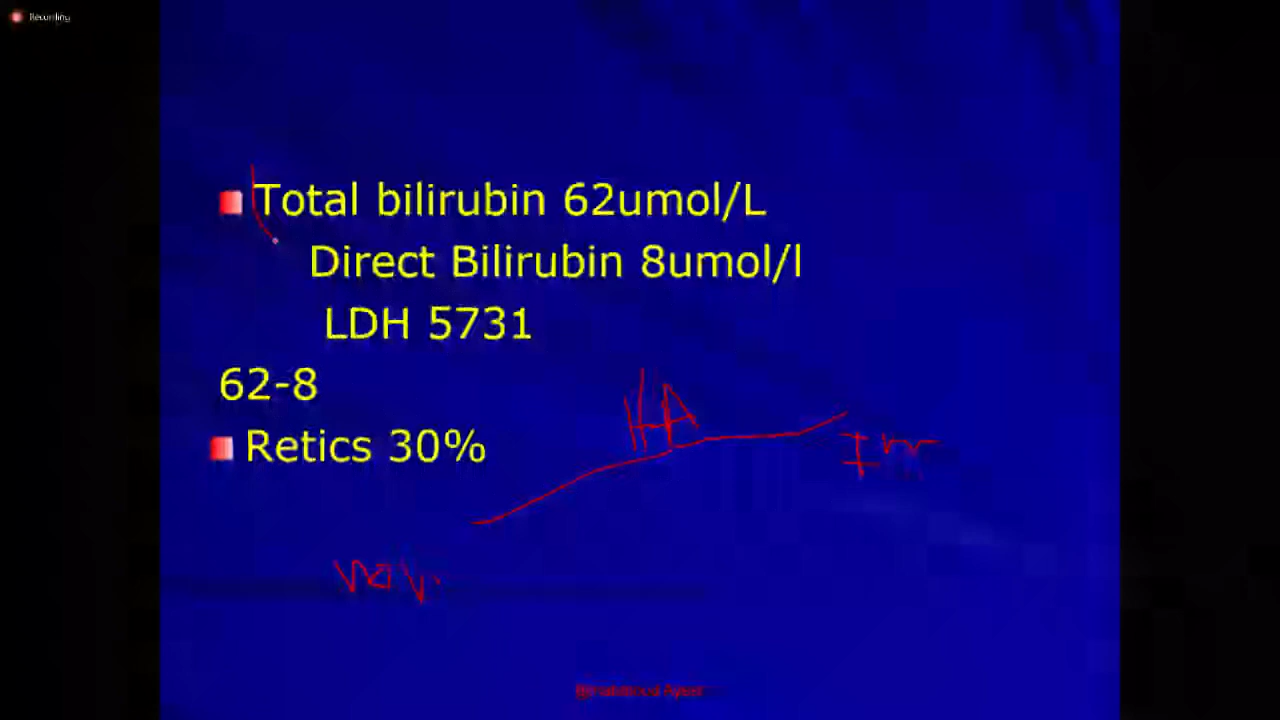 Recording
Total bilirubin 62umol/L
Direct Bilirubin 8umol/l
LDH 5731
62-8
HA
Retics 30%